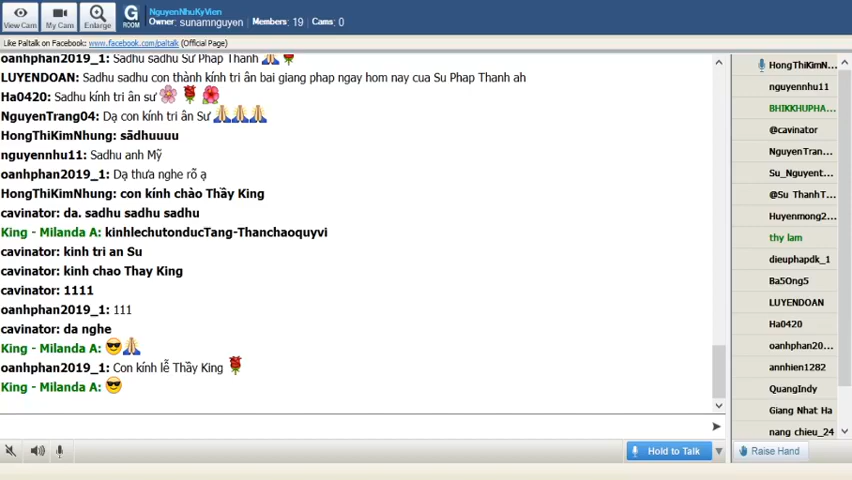 NguyenNhuKyVien
Owner: sunamnguyen Members: 19 Cams: 0
View Cam
My Cam
Enlarge
G
ROOM
Like Paltalk on Facebook: www.facebook.com/paltalk (Official Page)
oanhphan2019_1: Sadhu sadhu Sư Pháp Thanh
LUYENDOAN: Sadhu sadhu con thành kính tri ân bai giang phap ngay hom nay cua Su Phap Thanh ah
Ha0420: Sadhu kính tri ân sư
NguyenTrang04: Dạ con kính tri ân Sư
HongThiKimNhung: sādhuuuu
nguyennhu11: Sadhu anh Mỹ
oanhphan2019_1: Dạ thưa nghe rõ ạ
HongThiKimNhung: con kính chào Thầy King
cavinator: da. sadhu sadhu sadhu
King - Milanda A: kinhlechutonducTang-Thanchaoquyvi
cavinator: kinh tri an Su
cavinator: kinh chao Thay King
cavinator: 1111
oanhphan2019_1: 111
cavinator: da nghe
King - Milanda A:
oanhphan2019_1: Con kính lễ Thầy King
King - Milanda A:
HongThiKimN...
nguyennhu11
BHIKKHUPHA...
@cavinator
NguyenTran...
Su_Nguyent...
@Su ThanhT...
Huyenmong2...
thy lam
dieuphapdk_1
Ba5Ong5
LUYENDOAN
Ha0420
oanhphan20...
annhien1282
QuangIndy
Giang Nhat Ha
nang chieu_24
Hold to Talk
Raise Hand